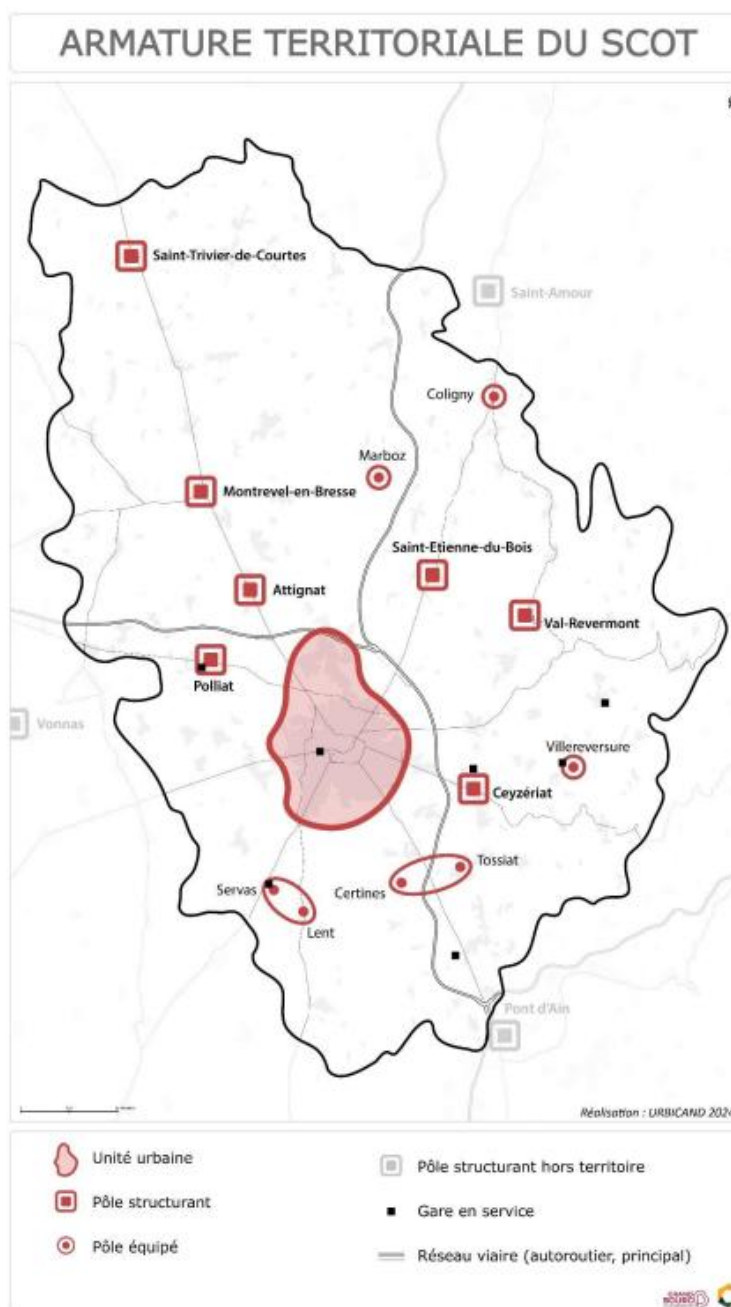 ARMATURE TERRITORIALE DU SCOT
Saint-Trivier-de-Courtes
Saint-Amour
Coligny
Marboz
Montrevel-en-Bresse
Saint-Etienne-du-Bois
Attignat
Val-Revermont
Polliat
Vonnas
Villereversure
Ceyzériat
Tossiat
Servas
Certines
Lent
Pont d'Ain
Réalisation : URBICAND 2024
Unité urbaine
Pôle structurant hors territoire
Pôle structurant
Gare en service
Pôle équipé
Réseau viaire (autoroutier, principal)
GRAND